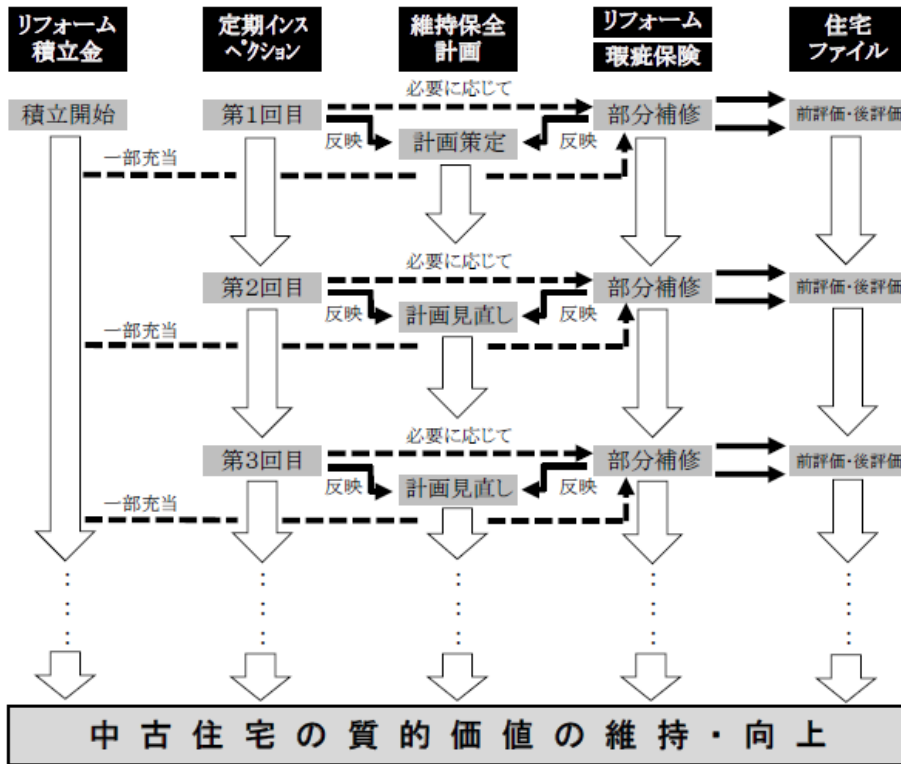 リフォーム
積立金
定期インス
ペクション
維持保全
計画
リフォーム
瑕疵保険
住宅
ファイル
必要に応じて
積立開始
第1回目
部分補修
前評価・後評価
反映
計画策定
反映
一部充当
必要に応じて
第2回目
部分補修
前評価・後評価
反映
計画見直し
反映
一部充当
必要に応じて
第3回目
部分補修
前評価・後評価
反映
計画見直し
反映
一部充当
中古住宅の質的価値の維持・向上